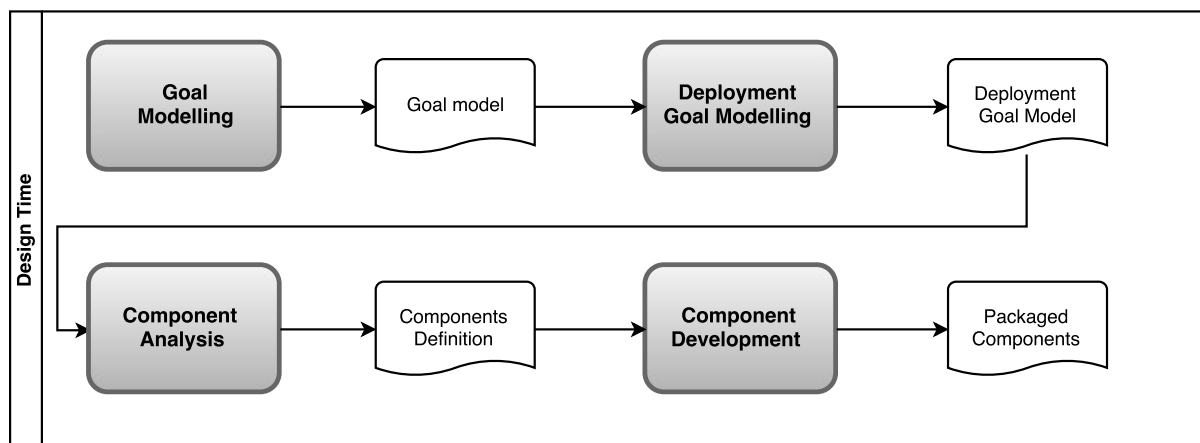 Design Time
Goal
Modelling
Goal model
Deployment
Goal Modelling
Deployment
Goal Model
Component
Analysis
Components
Definition
Component
Development
Packaged
Components